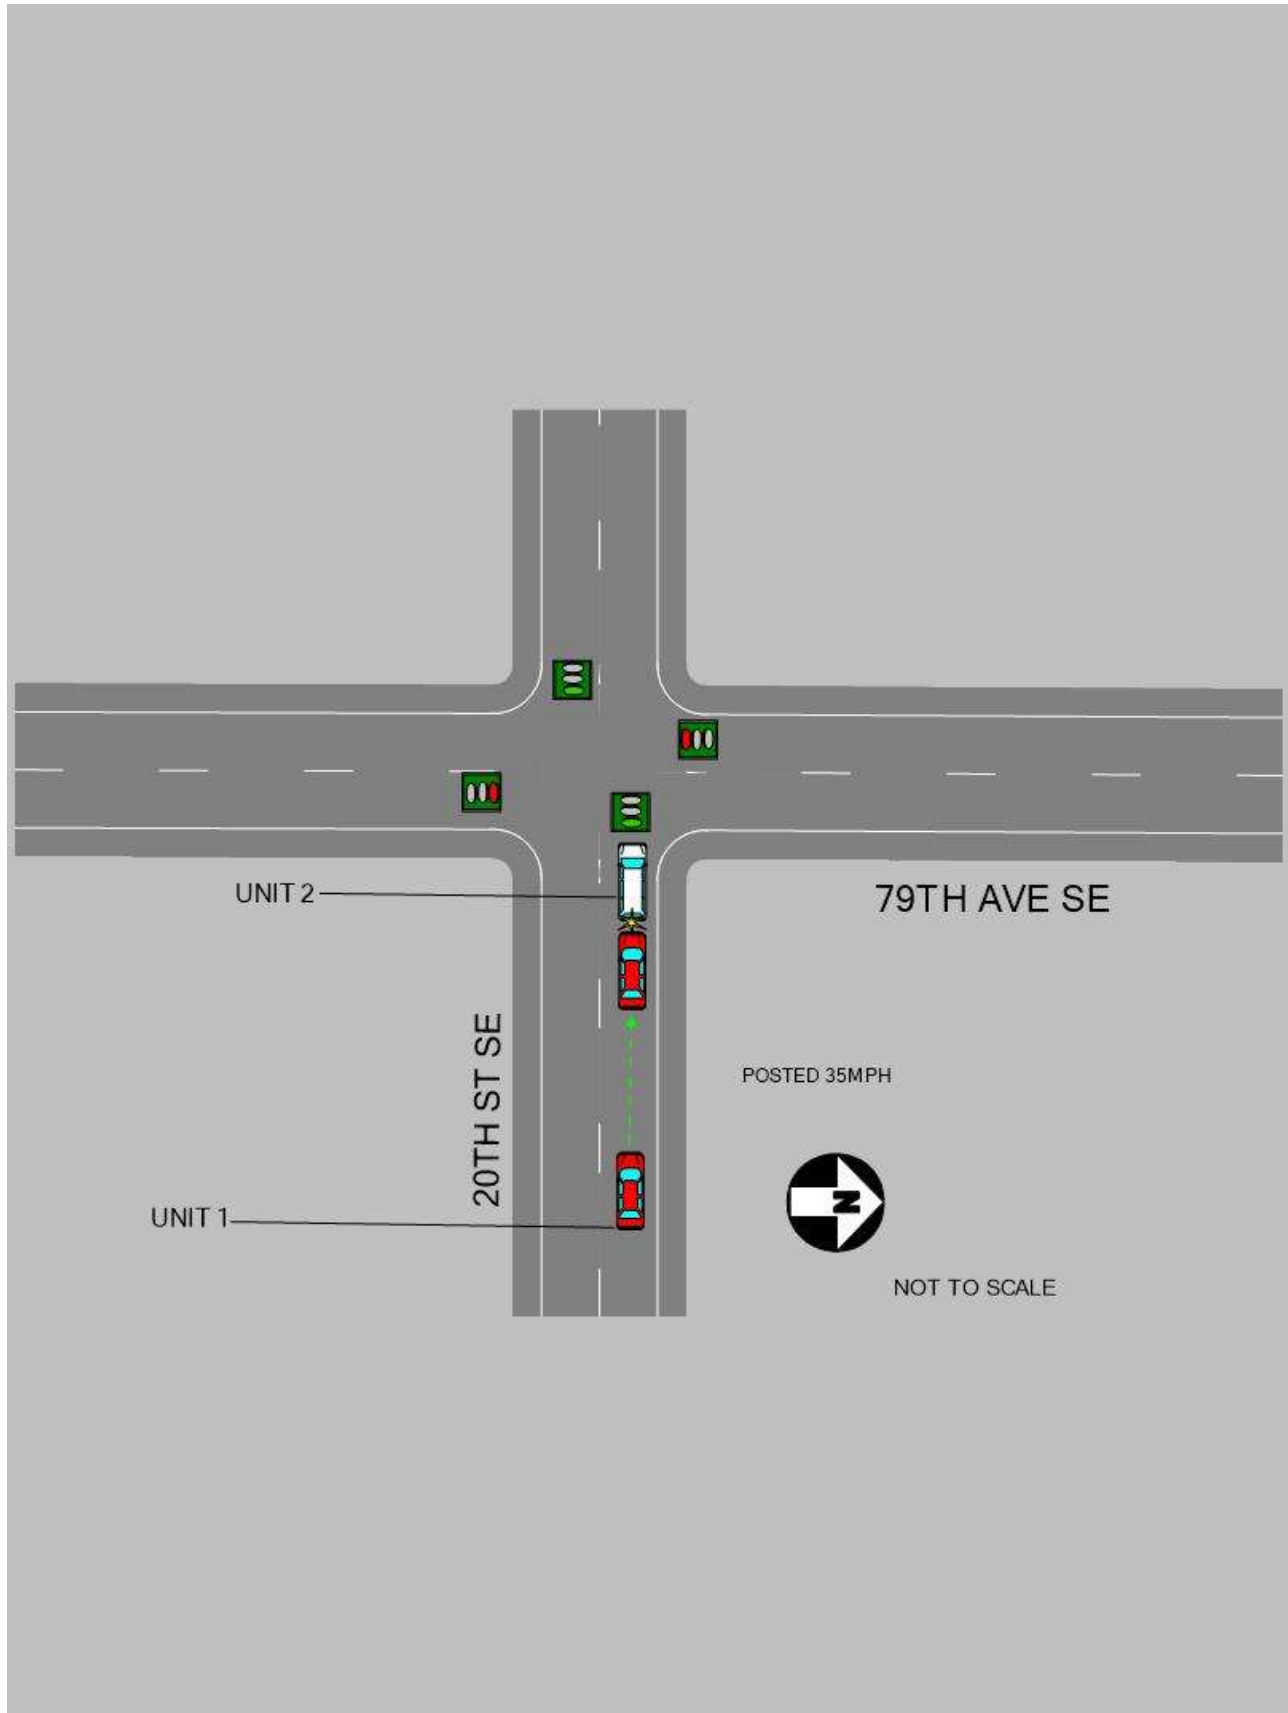 UNIT 2
79TH AVE SE
20TH ST SE
POSTED 35MPH
UNIT 1
N
NOT TO SCALE